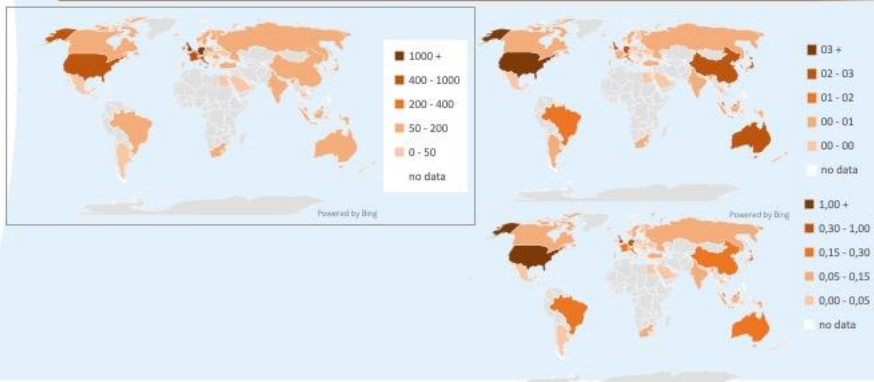 1000 +
400 - 1000
200 - 400
50 - 200
0 - 50
no data
Powered by Bing
03 +
02 - 03
01 - 02
00 - 01
00 - 00
no data
Powered by Bing
1,00 +
0,30 - 1,00
0,15 - 0,30
0,05 - 0,15
0,00 - 0,05
no data